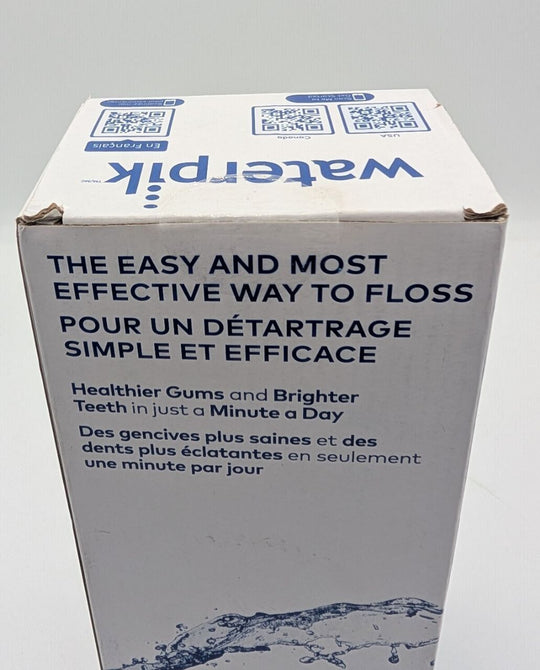 USA
Canada
En Français
waterpik
THE EASY AND MOST
EFFECTIVE WAY TO FLOSS
POUR UN DÉTARTRAGE
SIMPLE ET EFFICACE
Healthier Gums and Brighter
Teeth in just a Minute a Day
Des gencives plus saines et des
dents plus éclatantes en seulement
une minute par jour